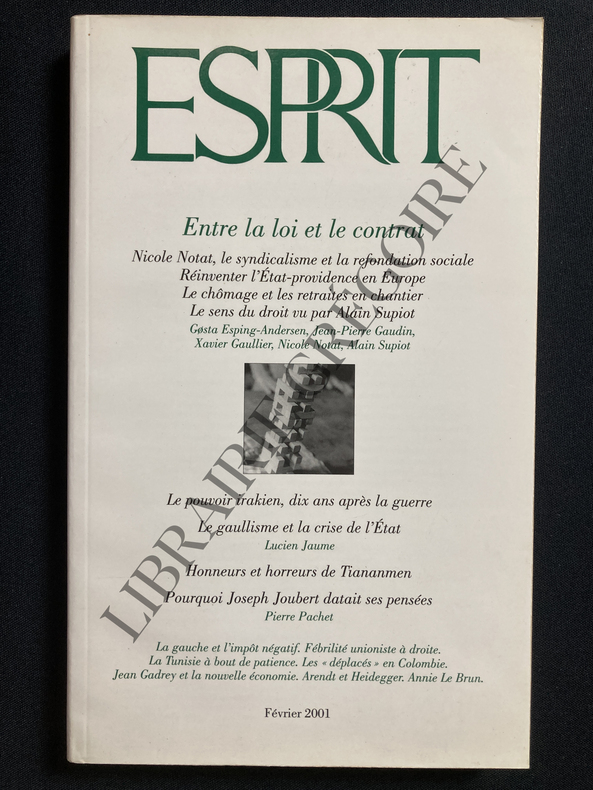 ESPRIT
Entre la loi et le contrat
Nicole Notat, le syndicalisme et la refondation sociale
Réinventer l'État-providence en Europe
Le chômage et les retraites en chantier
Le sens du droit vu par Alain Supiot
Gøsta Esping-Andersen, Jean-Pierre Gaudin,
Xavier Gaullier, Nicole Notat, Alain Supiot
Le pouvoir irakien, dix ans après la guerre
Le gaullisme et la crise de l'État
Lucien Jaume
Honneurs et horreurs de Tiananmen
Pourquoi Joseph Joubert datait ses pensées
Pierre Pachet
La gauche et l'impôt négatif. Fébrilité unioniste à droite.
La Tunisie à bout de patience. Les « déplacés » en Colombie.
Jean Gadrey et la nouvelle économie. Arendt et Heidegger. Annie Le Brun.
Février 2001
LIBRAIRIE GRÉGOIRE